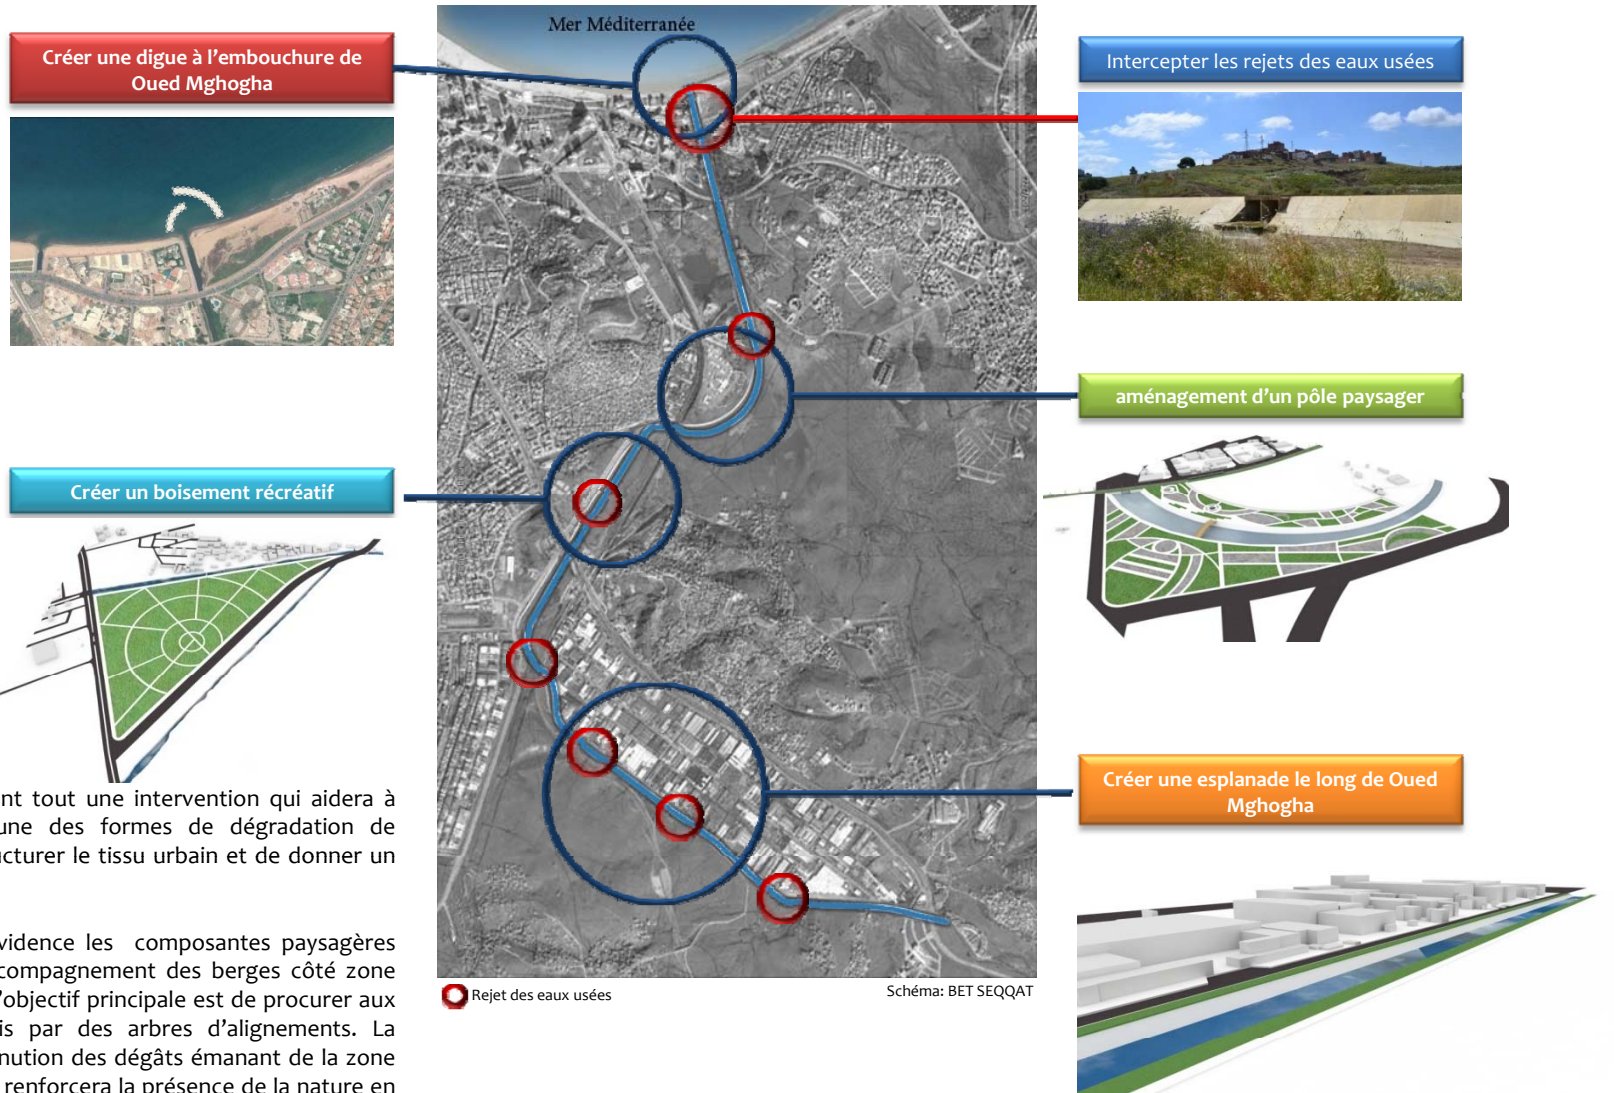 Mer Méditerranée
Créer une digue à l'embouchure de
Oued Mghogha
Intercepter les rejets des eaux usées
aménagement d'un pôle paysager
Créer un boisement récréatif
Créer une esplanade le long de Oued
Mghogha
nt tout une intervention qui aidera à
une des formes de dégradation de
ucturer le tissu urbain et de donner un
vidence les composantes paysagères
compagnement des berges côté zone
'objectif principale est de procurer aux
is par des arbres d'alignements. La
nution des dégâts émanant de la zone
renforcera la présence de la nature en
Rejet des eaux usées
Schéma: BET SEQQAT